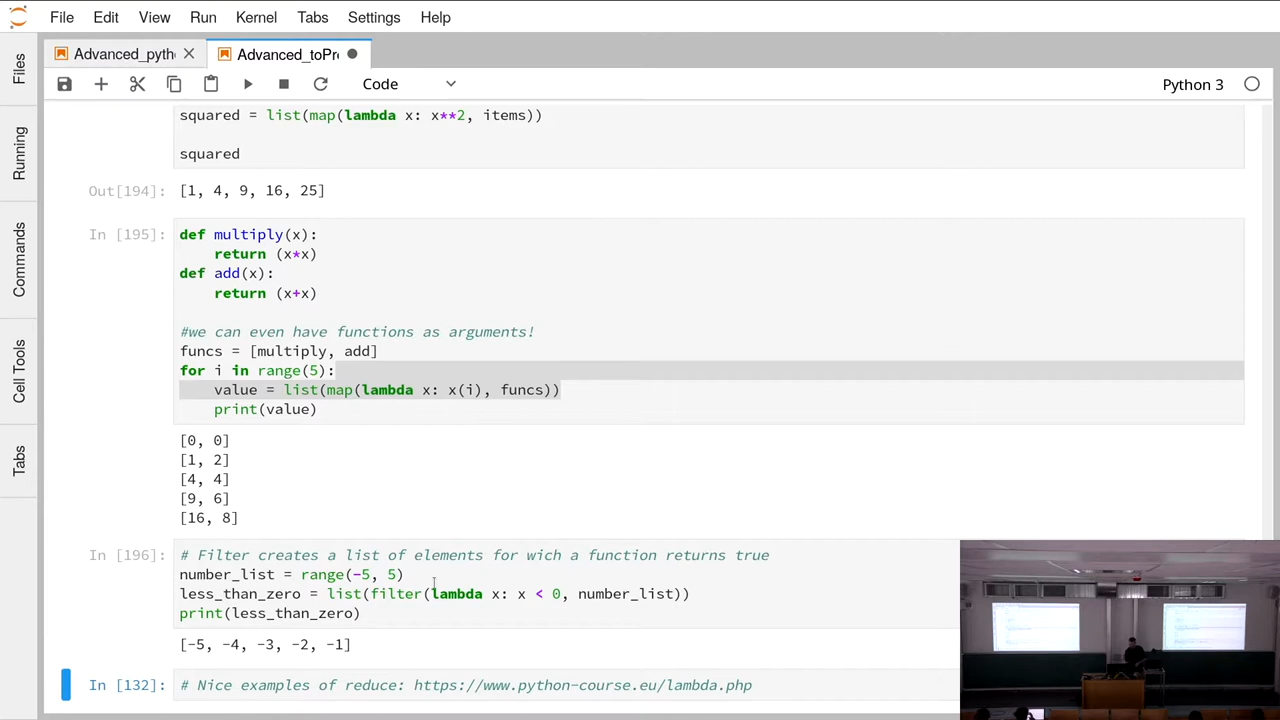 File Edit View Run Kernel Tabs Settings Help
Files
Running
Commands
Cell Tools
Tabs
Advanced_pyth
Advanced_toPr
Code
Python 3
squared = list(map(lambda x: x**2, items))
squared
Out[194]: [1, 4, 9, 16, 25]
In [195]: def multiply(x):
return (x*x)
def add(x):
return (x+x)
#we can even have functions as arguments!
funcs = [multiply, add]
for i in range(5):
value = list(map(lambda x: x(i), funcs))
print(value)
[0, 0]
[1, 2]
[4, 4]
[9, 6]
[16, 8]
In [196]: # Filter creates a list of elements for wich a function returns true
number_list = range(-5, 5)
less_than_zero = list(filter(lambda x: x < 0, number_list))
print(less_than_zero)
[-5, -4, -3, -2, -1]
In [132]: # Nice examples of reduce: https://www.python-course.eu/lambda.php